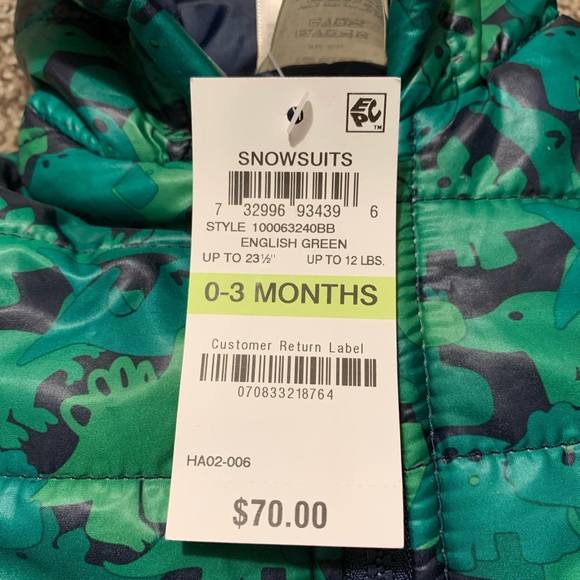 EPC™
SNOWSUITS
7 32996 93439 6
STYLE 100063240BB
ENGLISH GREEN
UP TO 23½" UP TO 12 LBS.
0-3 MONTHS
Customer Return Label
070833218764
HA02-006
$70.00